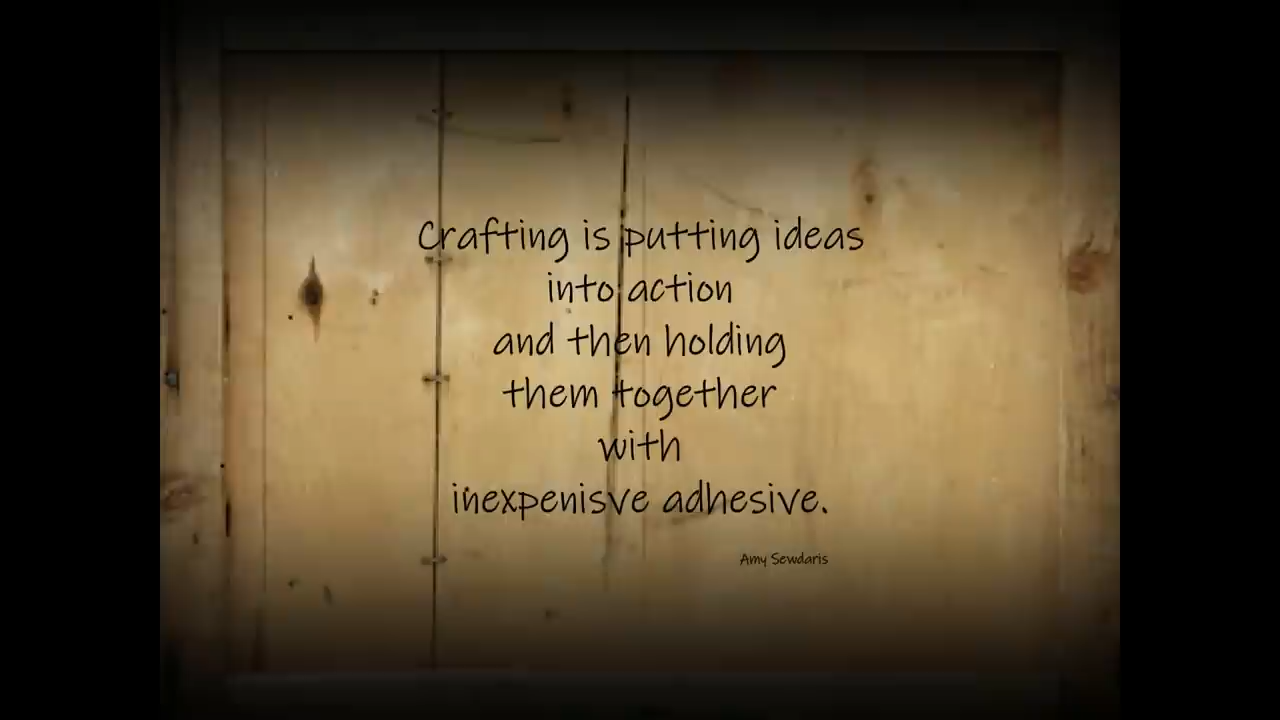 Crafting is putting ideas
into action
and then holding
them together
with
inexpenisve adhesive.
Amy Sewdaris